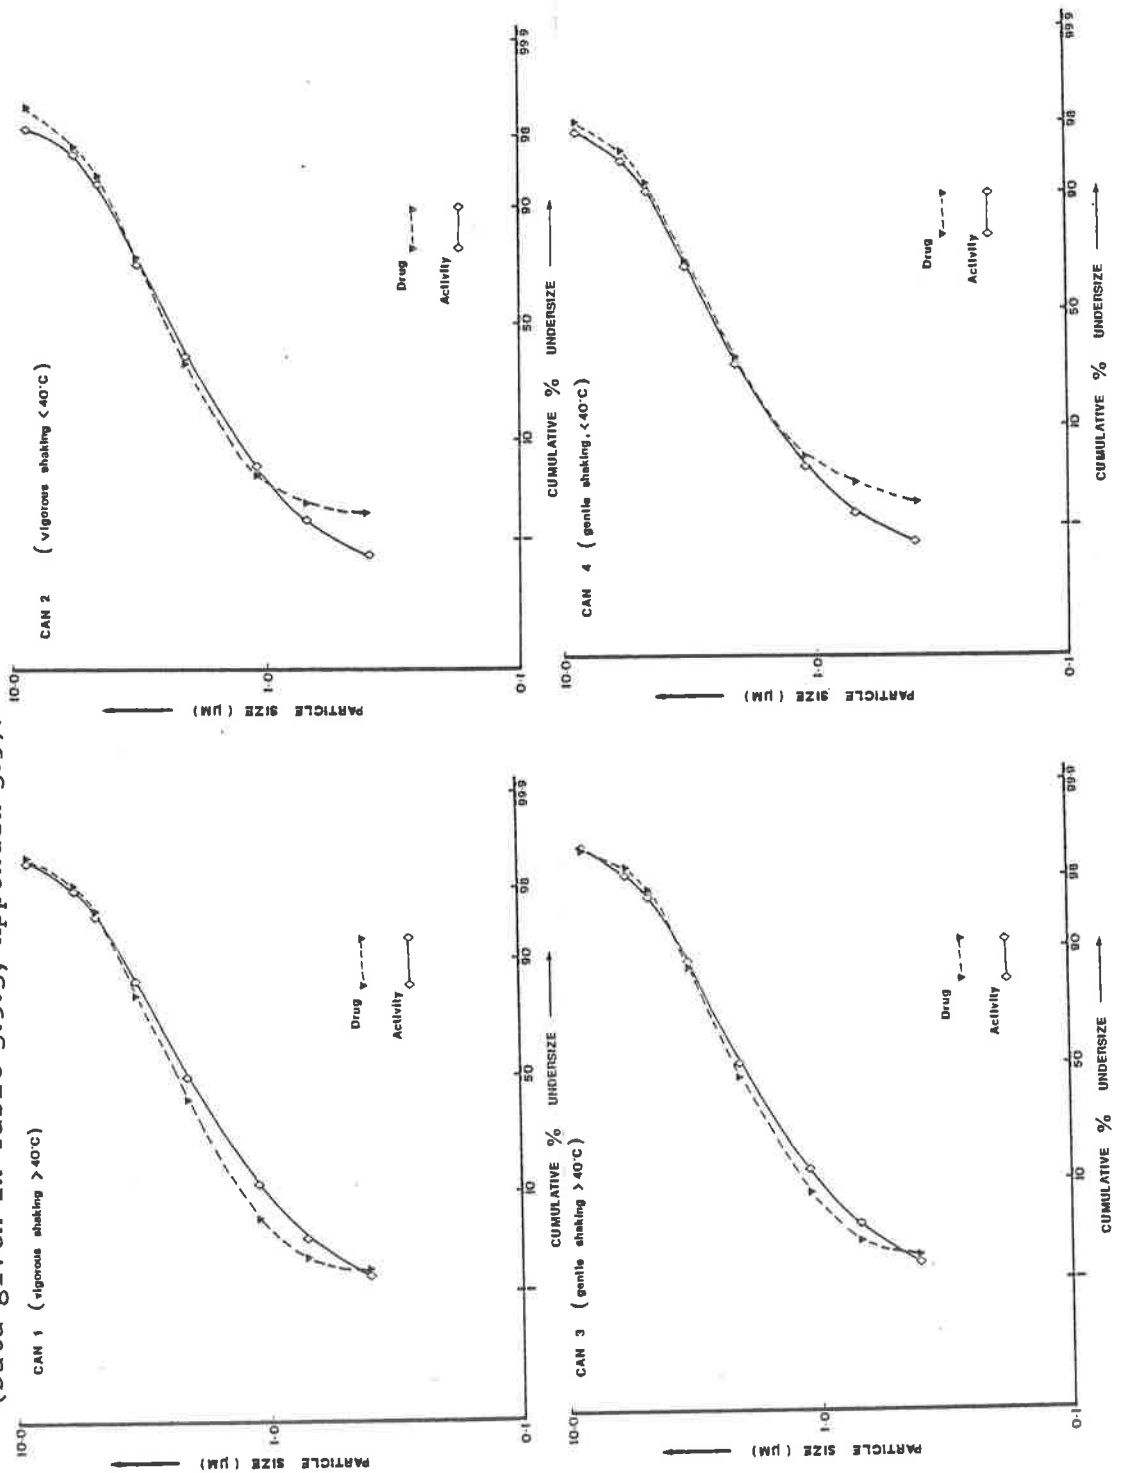 (Data given in Table
CAN 1 (vigorous shaking >40°C)
10·0
1·0
0·1
PARTICLE SIZE (μM)
Drug
Activity
1
10
50
90
98
99·9
CUMULATIVE % UNDERSIZE
CAN 2 (vigorous shaking <40°C)
10·0
1·0
0·1
PARTICLE SIZE (μM)
Drug
Activity
1
10
50
90
98
99·9
CUMULATIVE % UNDERSIZE
CAN 3 (gentle shaking >40°C)
10·0
1·0
0·1
PARTICLE SIZE (μM)
Drug
Activity
1
10
50
90
98
99·9
CUMULATIVE % UNDERSIZE
CAN 4 (gentle shaking, <40°C)
10·0
1·0
0·1
PARTICLE SIZE (μM)
Drug
Activity
1
10
50
90
98
99·9
CUMULATIVE % UNDERSIZE